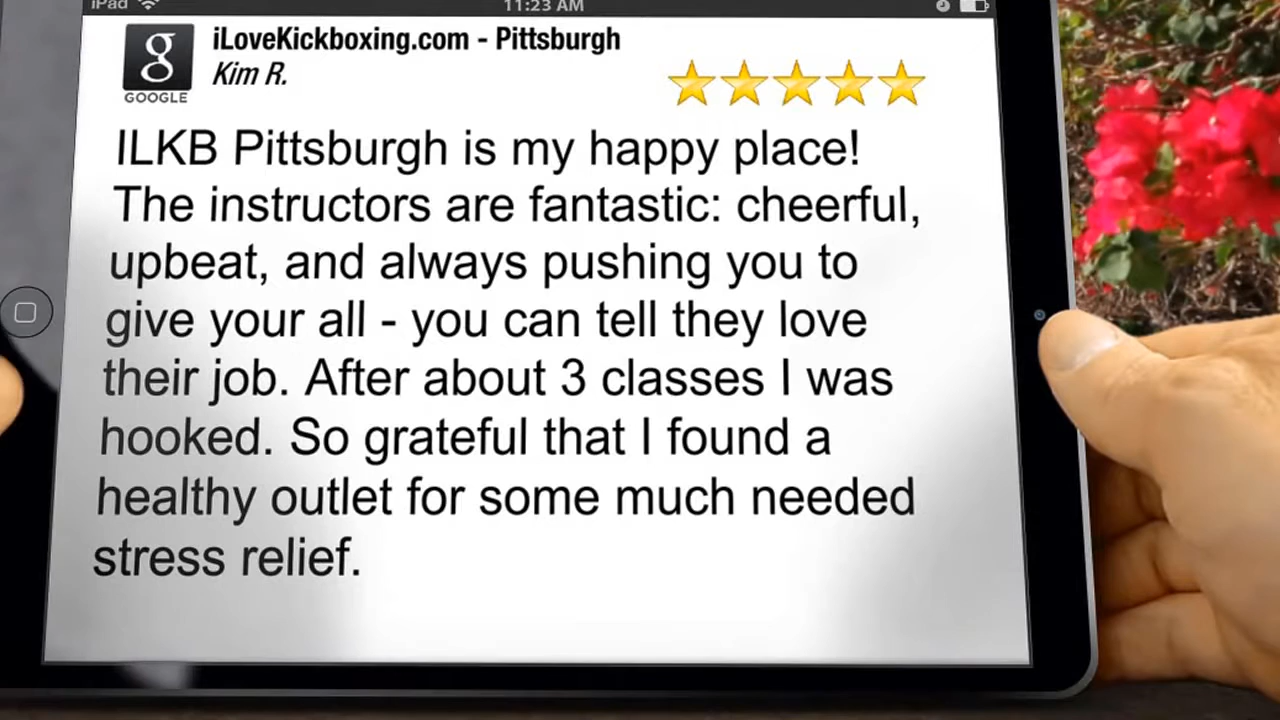 iPad
11:23 AM
g
GOOGLE
iLoveKickboxing.com - Pittsburgh
Kim R.
ILKB Pittsburgh is my happy place!
The instructors are fantastic: cheerful,
upbeat, and always pushing you to
give your all - you can tell they love
their job. After about 3 classes I was
hooked. So grateful that I found a
healthy outlet for some much needed
stress relief.